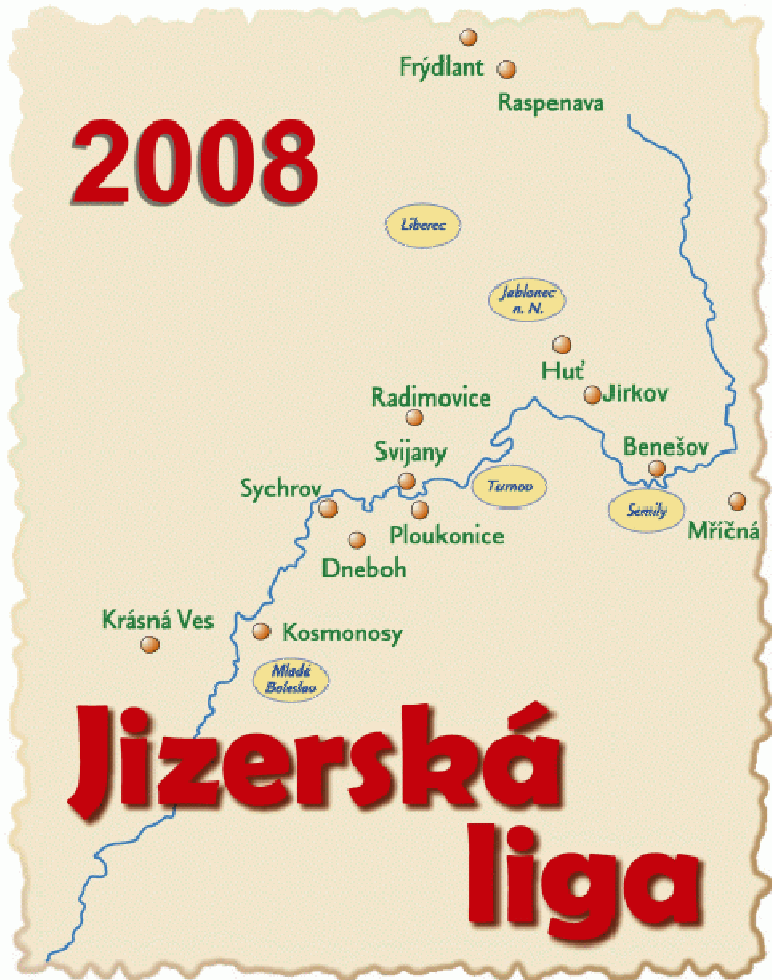 Frýdlant
Raspenava
2008
Liberec
Jablonec
n. N.
Huť
Jirkov
Radimovice
Svijany
Benešov
Sychrov
Turnov
Semily
Ploukonice
Mříčná
Dneboh
Krásná Ves
Kosmonosy
Mladá
Boleslav
Jizerská
liga